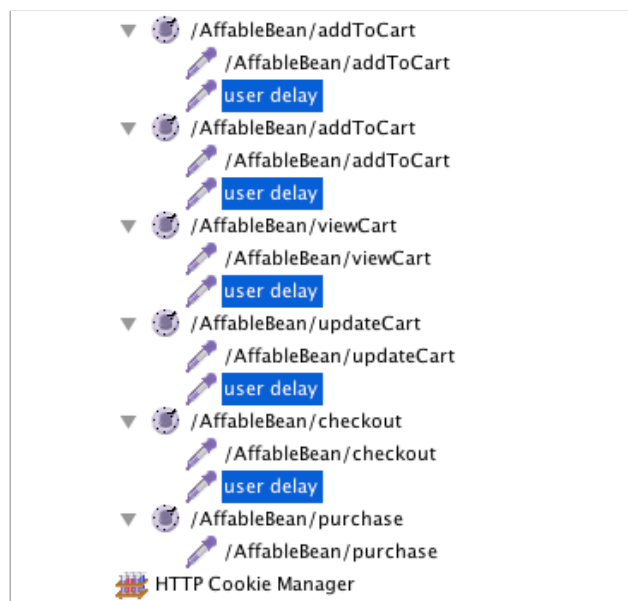 /AffableBean/addToCart
/AffableBean/addToCart
user delay
/AffableBean/addToCart
/AffableBean/addToCart
user delay
/AffableBean/viewCart
/AffableBean/viewCart
user delay
/AffableBean/updateCart
/AffableBean/updateCart
user delay
/AffableBean/checkout
/AffableBean/checkout
user delay
/AffableBean/purchase
/AffableBean/purchase
HTTP Cookie Manager